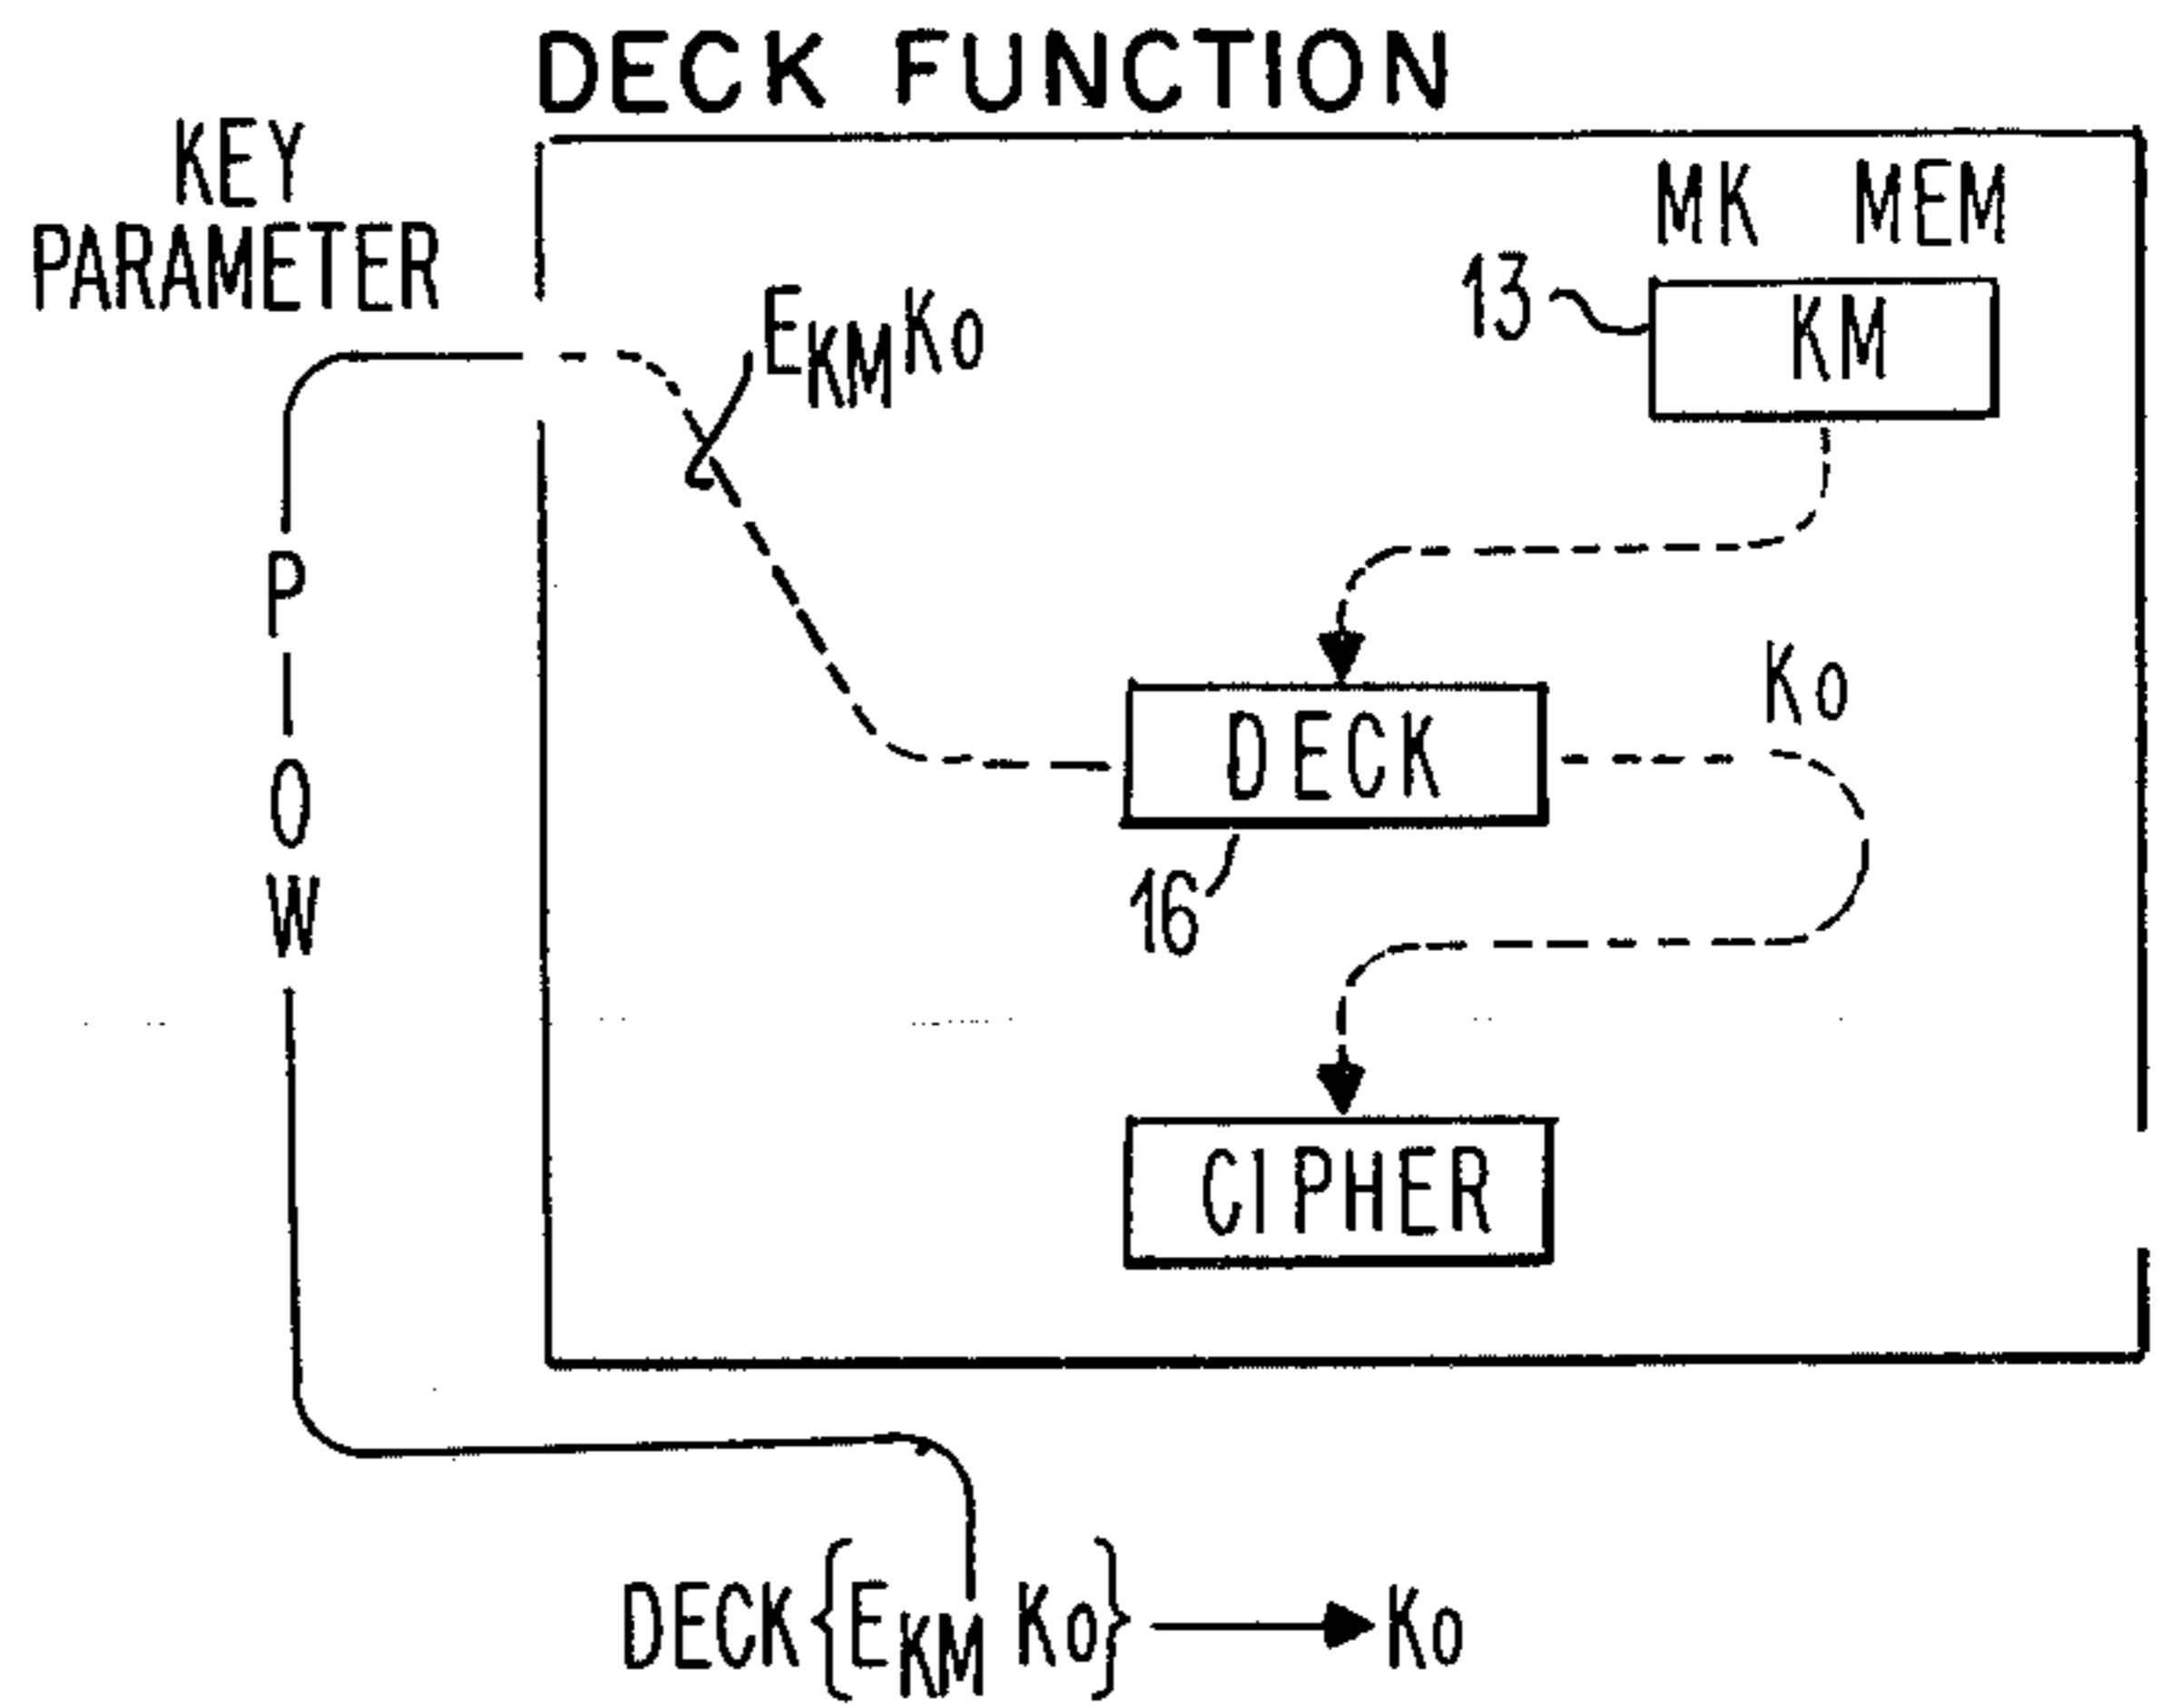 DECK FUNCTION
KEY
PARAMETER
MK MEM
13
KM
EKMKo
P
I
O
W
DECK
Ko
16
CIPHER
DECK{EKM Ko} → Ko